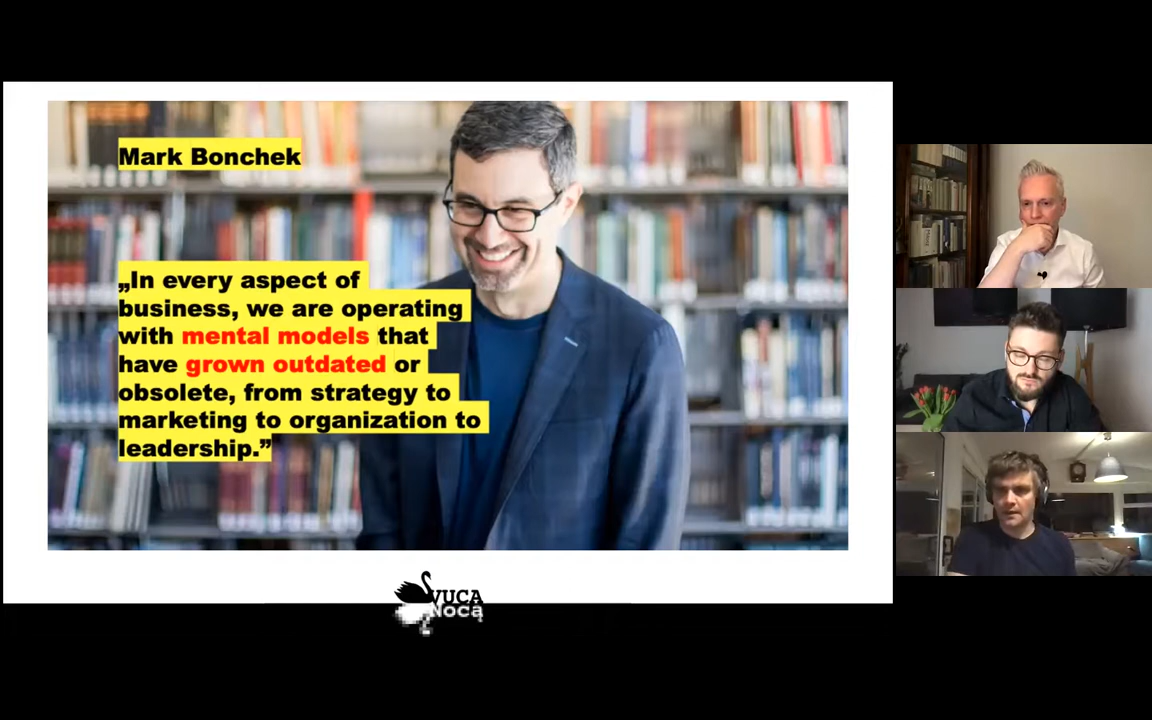 Mark Bonchek
„In every aspect of
business, we are operating
with mental models that
have grown outdated or
obsolete, from strategy to
marketing to organization to
leadership.”
VUCA
Nocą